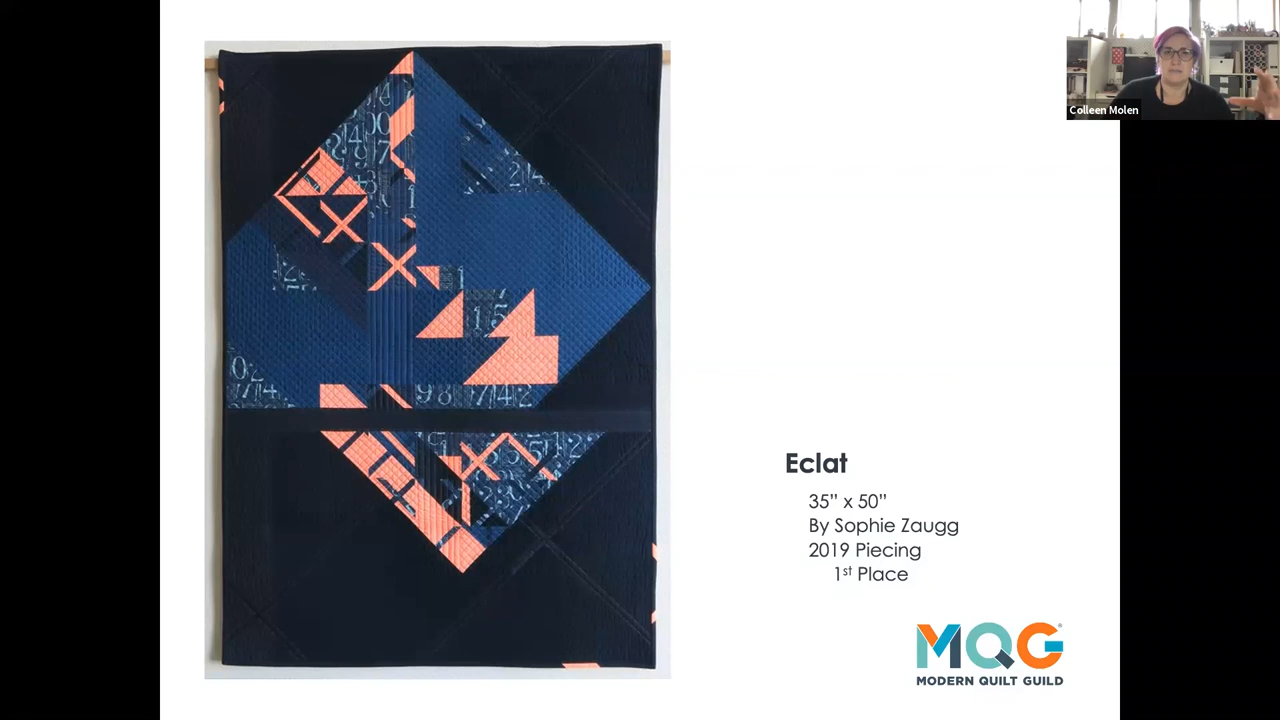 Colleen Molen
Eclat
35” x 50”
By Sophie Zaugg
2019 Piecing
1st Place
MQG®
MODERN QUILT GUILD